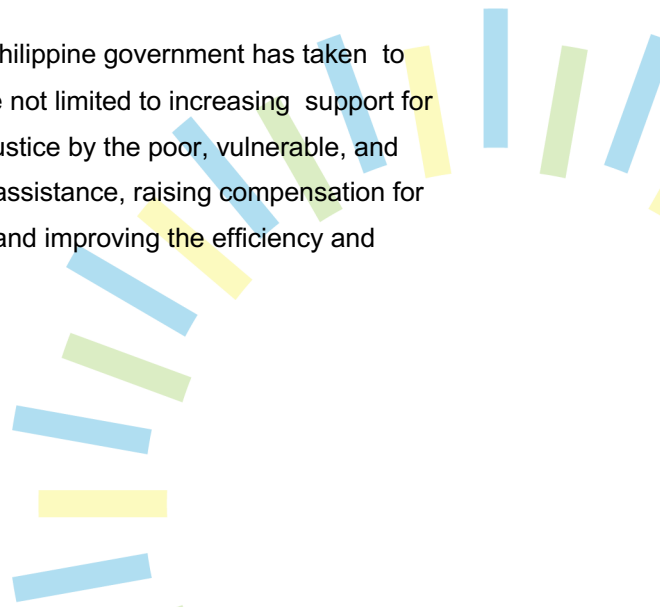 hilippine government has taken to
not limited to increasing support for
ustice by the poor, vulnerable, and
assistance, raising compensation for
and improving the efficiency and